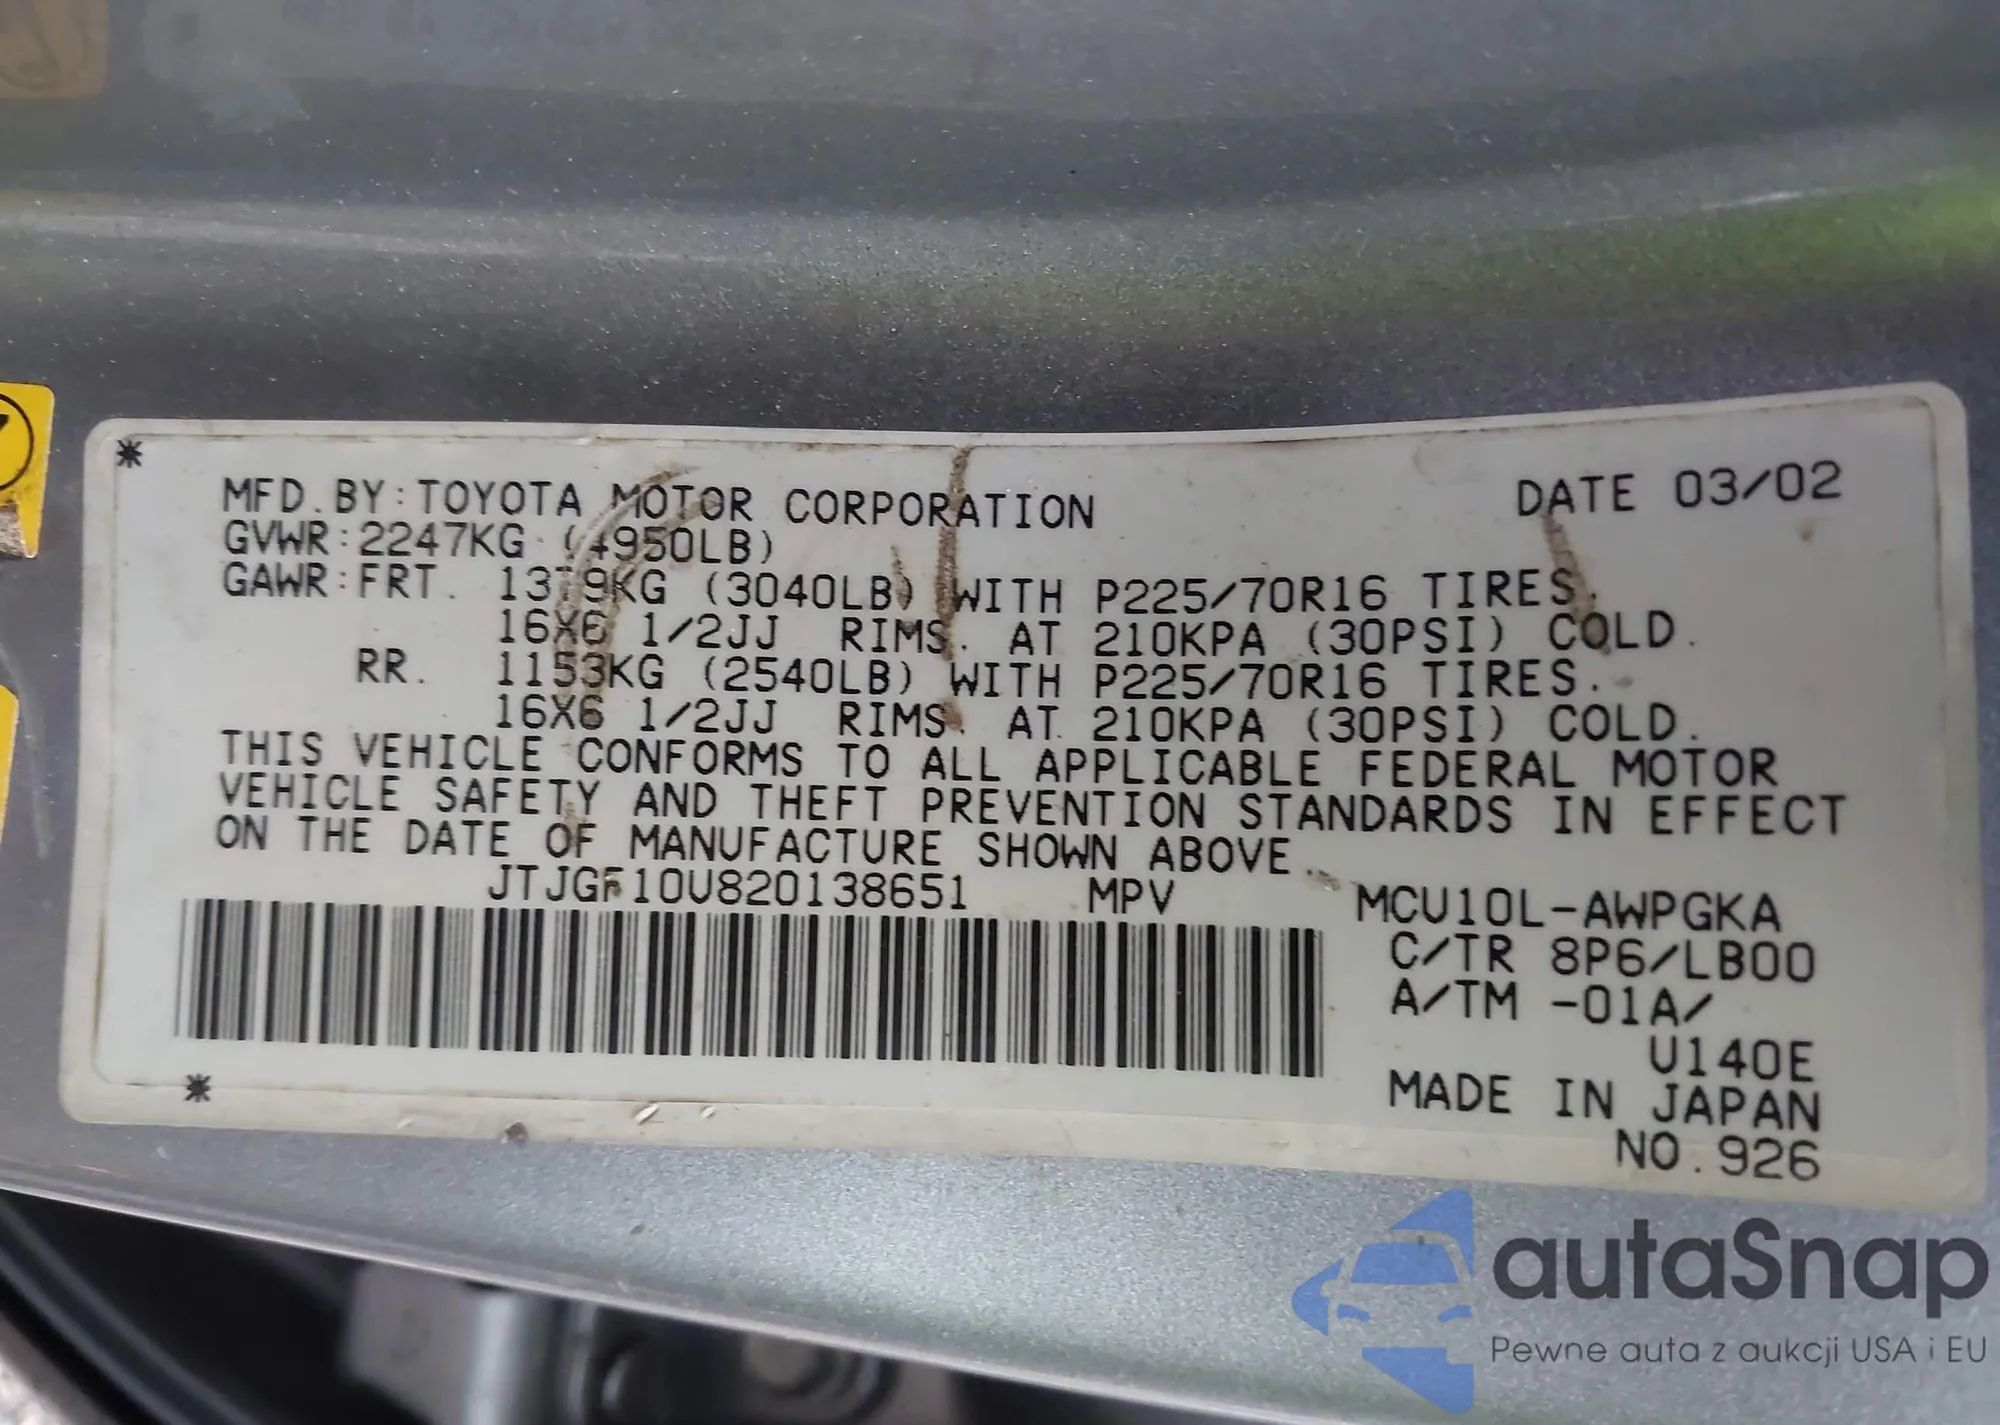 MFD. BY: TOYOTA MOTOR CORPORATION DATE 03/02
GVWR: 2247KG (4950LB)
GAWR: FRT. 1379KG (3040LB) WITH P225/70R16 TIRES.
16X6 1/2JJ RIMS. AT 210KPA (30PSI) COLD.
RR. 1153KG (2540LB) WITH P225/70R16 TIRES.
16X6 1/2JJ RIMS. AT 210KPA (30PSI) COLD.
THIS VEHICLE CONFORMS TO ALL APPLICABLE FEDERAL MOTOR
VEHICLE SAFETY AND THEFT PREVENTION STANDARDS IN EFFECT
ON THE DATE OF MANUFACTURE SHOWN ABOVE.
JTJGF10U820138651 MPV MCU10L-AWPGKA
C/TR 8P6/LB00
A/TM -01A/
U140E
MADE IN JAPAN
NO. 926
autaSnap
Pewne auta z aukcji USA i EU